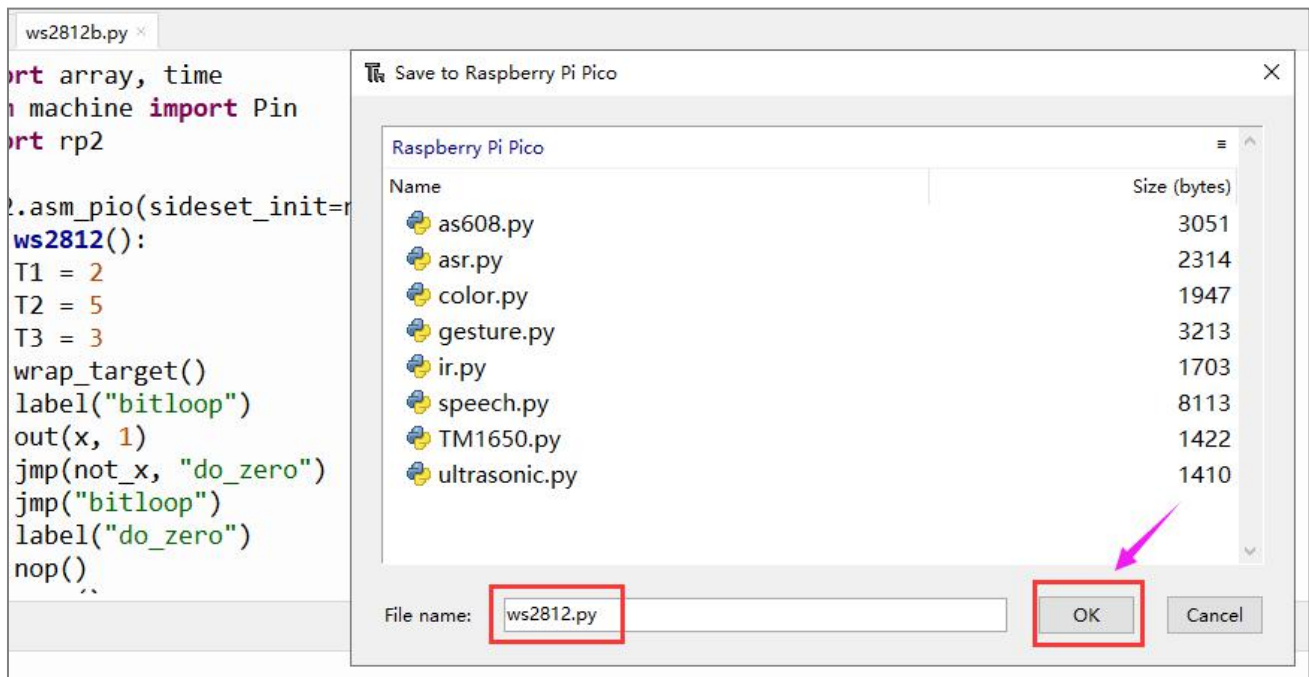 ws2812b.py ×
ort array, time
machine import Pin
ort rp2
.asm_pio(sideset_init=
ws2812():
T1 = 2
T2 = 5
T3 = 3
wrap_target()
label("bitloop")
out(x, 1)
jmp(not_x, "do_zero")
jmp("bitloop")
label("do_zero")
nop()
Save to Raspberry Pi Pico
Raspberry Pi Pico
Name Size (bytes)
as608.py 3051
asr.py 2314
color.py 1947
gesture.py 3213
ir.py 1703
speech.py 8113
TM1650.py 1422
ultrasonic.py 1410
File name: ws2812.py OK Cancel